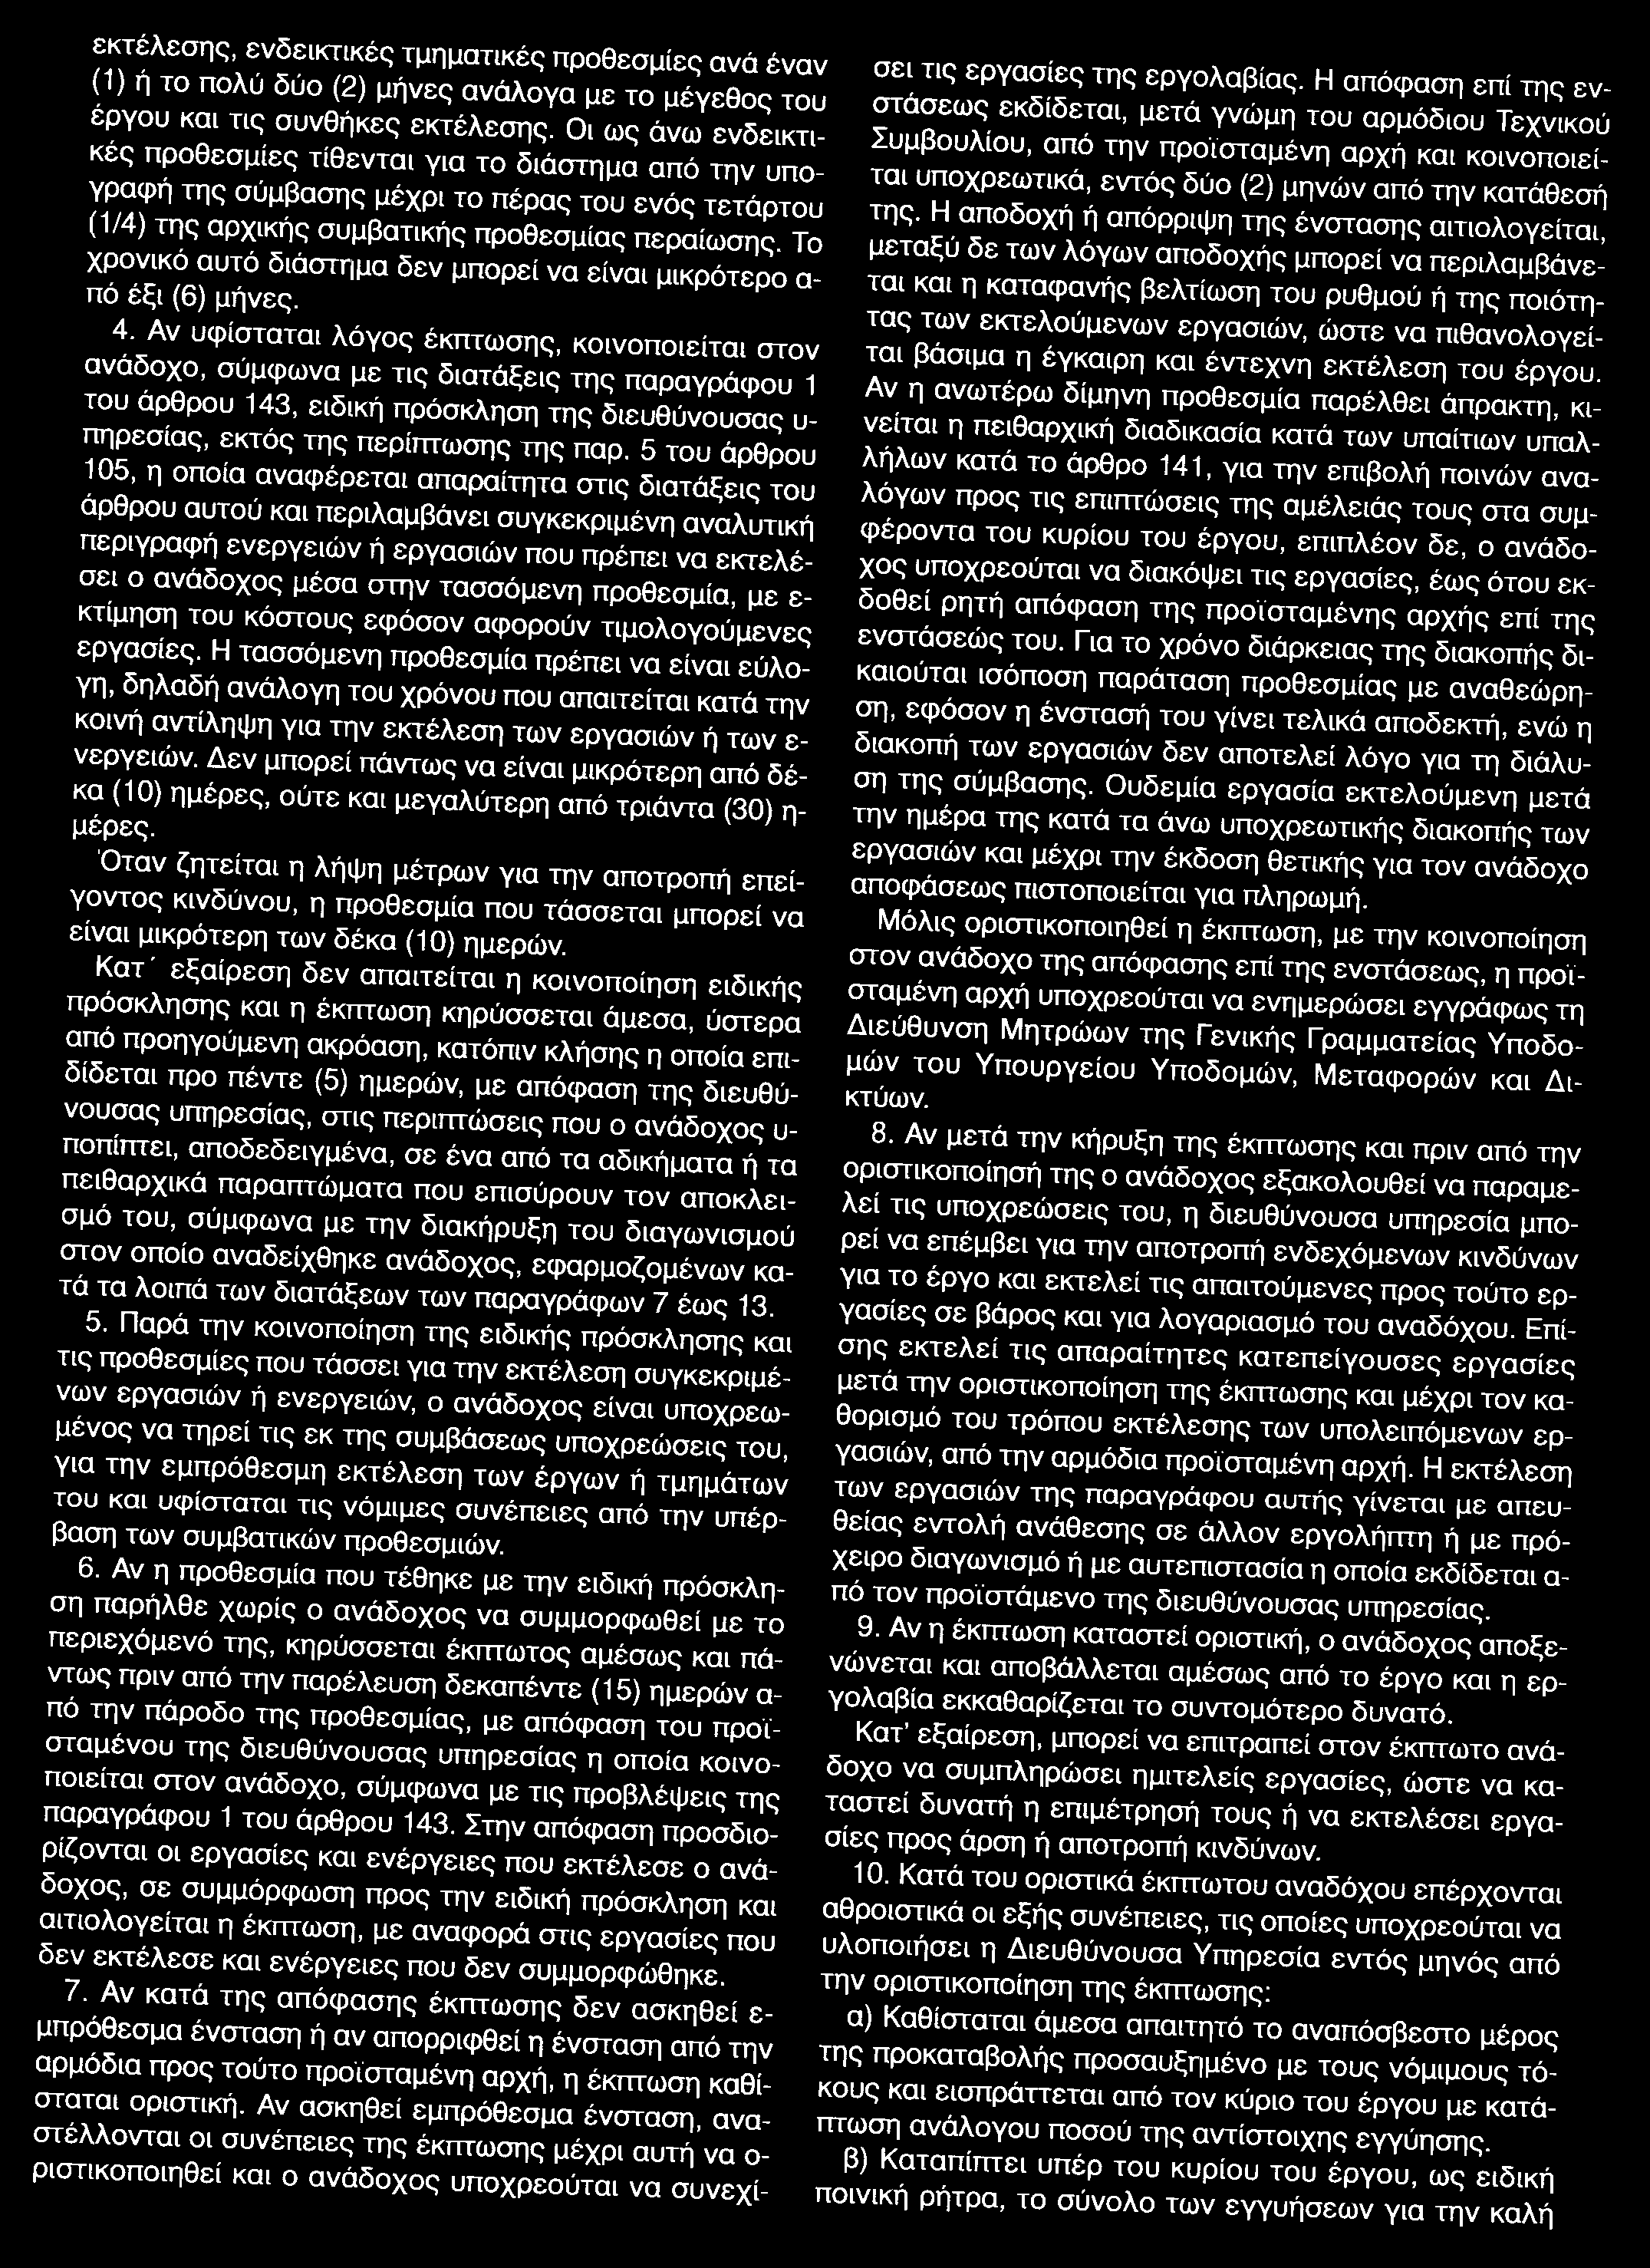 εκτέλεσης, ενδεικτικές τμηματικές προθεσμίες ανά έναν
(1) ή το πολύ δύο (2) μήνες ανάλογα με το μέγεθος του
έργου και τις συνθήκες εκτέλεσης. Οι ως άνω ενδεικτι-
κές προθεσμίες τίθενται για το διάστημα από την υπο-
γραφή της σύμβασης μέχρι το πέρας του ενός τετάρτου
(1/4) της αρχικής συμβατικής προθεσμίας περαίωσης. Το
χρονικό αυτό διάστημα δεν μπορεί να είναι μικρότερο α-
πό έξι (6) μήνες.
4. Αν υφίσταται λόγος έκπτωσης, κοινοποιείται στον
ανάδοχο, σύμφωνα με τις διατάξεις της παραγράφου 1
του άρθρου 143, ειδική πρόσκληση της διευθύνουσας υ-
πηρεσίας, εκτός της περίπτωσης της παρ. 5 του άρθρου
105, η οποία αναφέρεται απαραίτητα στις διατάξεις του
άρθρου αυτού και περιλαμβάνει συγκεκριμένη αναλυτική
περιγραφή ενεργειών ή εργασιών που πρέπει να εκτελέ-
σει ο ανάδοχος μέσα στην τασσόμενη προθεσμία, με ε-
κτίμηση του κόστους εφόσον αφορούν τιμολογούμενες
εργασίες. Η τασσόμενη προθεσμία πρέπει να είναι εύλο-
γη, δηλαδή ανάλογη του χρόνου που απαιτείται κατά την
κοινή αντίληψη για την εκτέλεση των εργασιών ή των ε-
νεργειών. Δεν μπορεί πάντως να είναι μικρότερη από δέ-
κα (10) ημέρες, ούτε και μεγαλύτερη από τριάντα (30) η-
μέρες.
Όταν ζητείται η λήψη μέτρων για την αποτροπή επεί-
γοντος κινδύνου, η προθεσμία που τάσσεται μπορεί να
είναι μικρότερη των δέκα (10) ημερών.
Κατ΄ εξαίρεση δεν απαιτείται η κοινοποίηση ειδικής
πρόσκλησης και η έκπτωση κηρύσσεται άμεσα, ύστερα
από προηγούμενη ακρόαση, κατόπιν κλήσης η οποία επι-
δίδεται προ πέντε (5) ημερών, με απόφαση της διευθύ-
νουσας υπηρεσίας, στις περιπτώσεις που ο ανάδοχος υ-
ποπίπτει, αποδεδειγμένα, σε ένα από τα αδικήματα ή τα
πειθαρχικά παραπτώματα που επισύρουν τον αποκλει-
σμό του, σύμφωνα με την διακήρυξη του διαγωνισμού
στον οποίο αναδείχθηκε ανάδοχος, εφαρμοζομένων κα-
τά τα λοιπά των διατάξεων των παραγράφων 7 έως 13.
5. Παρά την κοινοποίηση της ειδικής πρόσκλησης και
τις προθεσμίες που τάσσει για την εκτέλεση συγκεκριμέ-
νων εργασιών ή ενεργειών, ο ανάδοχος είναι υποχρεω-
μένος να τηρεί τις εκ της συμβάσεως υποχρεώσεις του,
για την εμπρόθεσμη εκτέλεση των έργων ή τμημάτων
του και υφίσταται τις νόμιμες συνέπειες από την υπέρ-
βαση των συμβατικών προθεσμιών.
6. Αν η προθεσμία που τέθηκε με την ειδική πρόσκλη-
ση παρήλθε χωρίς ο ανάδοχος να συμμορφωθεί με το
περιεχόμενό της, κηρύσσεται έκπτωτος αμέσως και πά-
ντως πριν από την παρέλευση δεκαπέντε (15) ημερών α-
πό την πάροδο της προθεσμίας, με απόφαση του προϊ-
σταμένου της διευθύνουσας υπηρεσίας η οποία κοινο-
ποιείται στον ανάδοχο, σύμφωνα με τις προβλέψεις της
παραγράφου 1 του άρθρου 143. Στην απόφαση προσδιο-
ρίζονται οι εργασίες και ενέργειες που εκτέλεσε ο ανά-
δοχος, σε συμμόρφωση προς την ειδική πρόσκληση και
αιτιολογείται η έκπτωση, με αναφορά στις εργασίες που
δεν εκτέλεσε και ενέργειες που δεν συμμορφώθηκε.
7. Αν κατά της απόφασης έκπτωσης δεν ασκηθεί ε-
μπρόθεσμα ένσταση ή αν απορριφθεί η ένσταση από την
αρμόδια προς τούτο προϊσταμένη αρχή, η έκπτωση καθί-
σταται οριστική. Αν ασκηθεί εμπρόθεσμα ένσταση, ανα-
στέλλονται οι συνέπειες της έκπτωσης μέχρι αυτή να ο-
ριστικοποιηθεί και ο ανάδοχος υποχρεούται να συνεχί-
σει τις εργασίες της εργολαβίας. Η απόφαση επί της εν-
στάσεως εκδίδεται, μετά γνώμη του αρμόδιου Τεχνικού
Συμβουλίου, από την προϊσταμένη αρχή και κοινοποιεί-
ται υποχρεωτικά, εντός δύο (2) μηνών από την κατάθεσή
της. Η αποδοχή ή απόρριψη της ένστασης αιτιολογείται,
μεταξύ δε των λόγων αποδοχής μπορεί να περιλαμβάνε-
ται και η καταφανής βελτίωση του ρυθμού ή της ποιότη-
τας των εκτελούμενων εργασιών, ώστε να πιθανολογεί-
ται βάσιμα η έγκαιρη και έντεχνη εκτέλεση του έργου.
Αν η ανωτέρω δίμηνη προθεσμία παρέλθει άπρακτη, κι-
νείται η πειθαρχική διαδικασία κατά των υπαίτιων υπαλ-
λήλων κατά το άρθρο 141, για την επιβολή ποινών ανα-
λόγων προς τις επιπτώσεις της αμέλειάς τους στα συμ-
φέροντα του κυρίου του έργου, επιπλέον δε, ο ανάδο-
χος υποχρεούται να διακόψει τις εργασίες, έως ότου εκ-
δοθεί ρητή απόφαση της προϊσταμένης αρχής επί της
ενστάσεώς του. Για το χρόνο διάρκειας της διακοπής δι-
καιούται ισόποση παράταση προθεσμίας με αναθεώρη-
ση, εφόσον η ένστασή του γίνει τελικά αποδεκτή, ενώ η
διακοπή των εργασιών δεν αποτελεί λόγο για τη διάλυ-
ση της σύμβασης. Ουδεμία εργασία εκτελούμενη μετά
την ημέρα της κατά τα άνω υποχρεωτικής διακοπής των
εργασιών και μέχρι την έκδοση θετικής για τον ανάδοχο
αποφάσεως πιστοποιείται για πληρωμή.
Μόλις οριστικοποιηθεί η έκπτωση, με την κοινοποίηση
στον ανάδοχο της απόφασης επί της ενστάσεως, η προϊ-
σταμένη αρχή υποχρεούται να ενημερώσει εγγράφως τη
Διεύθυνση Μητρώων της Γενικής Γραμματείας Υποδο-
μών του Υπουργείου Υποδομών, Μεταφορών και Δι-
κτύων.
8. Αν μετά την κήρυξη της έκπτωσης και πριν από την
οριστικοποίησή της ο ανάδοχος εξακολουθεί να παραμε-
λεί τις υποχρεώσεις του, η διευθύνουσα υπηρεσία μπο-
ρεί να επέμβει για την αποτροπή ενδεχόμενων κινδύνων
για το έργο και εκτελεί τις απαιτούμενες προς τούτο ερ-
γασίες σε βάρος και για λογαριασμό του αναδόχου. Επί-
σης εκτελεί τις απαραίτητες κατεπείγουσες εργασίες
μετά την οριστικοποίηση της έκπτωσης και μέχρι τον κα-
θορισμό του τρόπου εκτέλεσης των υπολειπόμενων ερ-
γασιών, από την αρμόδια προϊσταμένη αρχή. Η εκτέλεση
των εργασιών της παραγράφου αυτής γίνεται με απευ-
θείας εντολή ανάθεσης σε άλλον εργολήπτη ή με πρό-
χειρο διαγωνισμό ή με αυτεπιστασία η οποία εκδίδεται α-
πό τον προϊστάμενο της διευθύνουσας υπηρεσίας.
9. Αν η έκπτωση καταστεί οριστική, ο ανάδοχος αποξε-
νώνεται και αποβάλλεται αμέσως από το έργο και η ερ-
γολαβία εκκαθαρίζεται το συντομότερο δυνατό.
Κατ’ εξαίρεση, μπορεί να επιτραπεί στον έκπτωτο ανά-
δοχο να συμπληρώσει ημιτελείς εργασίες, ώστε να κα-
ταστεί δυνατή η επιμέτρησή τους ή να εκτελέσει εργα-
σίες προς άρση ή αποτροπή κινδύνων.
10. Κατά του οριστικά έκπτωτου αναδόχου επέρχονται
αθροιστικά οι εξής συνέπειες, τις οποίες υποχρεούται να
υλοποιήσει η Διευθύνουσα Υπηρεσία εντός μηνός από
την οριστικοποίηση της έκπτωσης:
α) Καθίσταται άμεσα απαιτητό το αναπόσβεστο μέρος
της προκαταβολής προσαυξημένο με τους νόμιμους τό-
κους και εισπράττεται από τον κύριο του έργου με κατά-
πτωση ανάλογου ποσού της αντίστοιχης εγγύησης.
β) Καταπίπτει υπέρ του κυρίου του έργου, ως ειδική
ποινική ρήτρα, το σύνολο των εγγυήσεων για την καλή